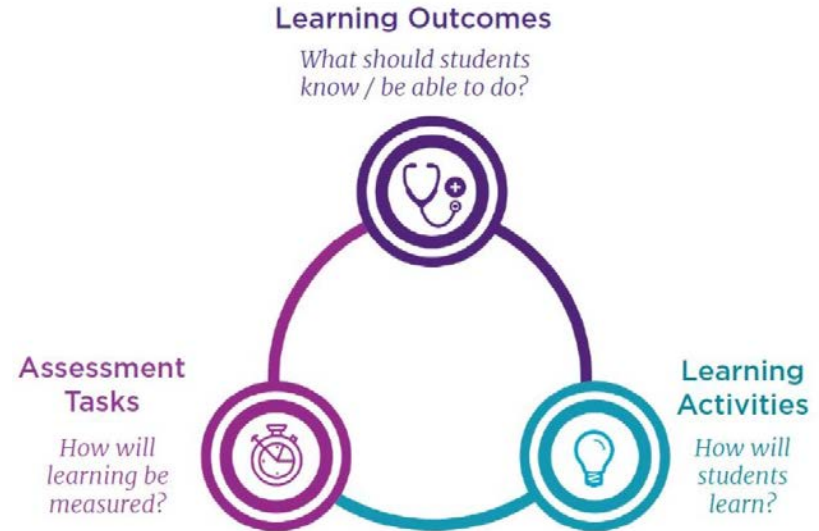 Learning Outcomes
What should students
know / be able to do?
Assessment
Tasks
How will
learning be
measured?
Learning
Activities
How will
students
learn?